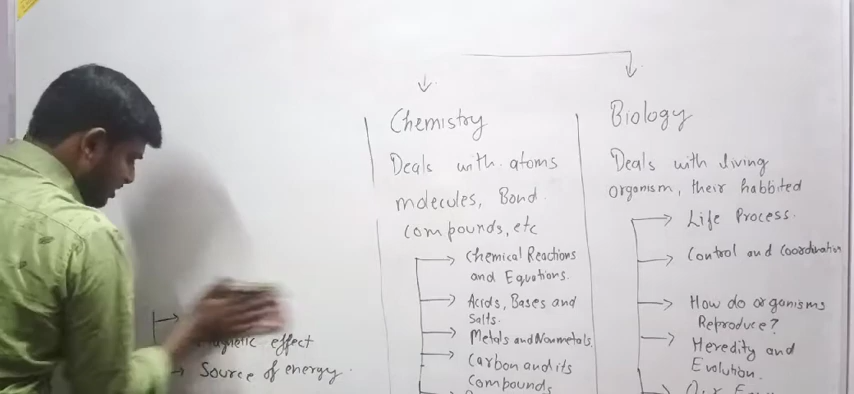 Magnetic effect
Source of energy.
Chemistry
Deals with atoms
molecules, Bond
compounds, etc
Chemical Reactions
and Equations.
Acids, Bases and
Salts.
Metals and Nonmetals
Carbon and its
Compounds
Biology
Deals with living
organism, their habbited
Life Process.
Control and Coordination
How do organisms
Reproduce?
Heredity and
Evolution.
Our